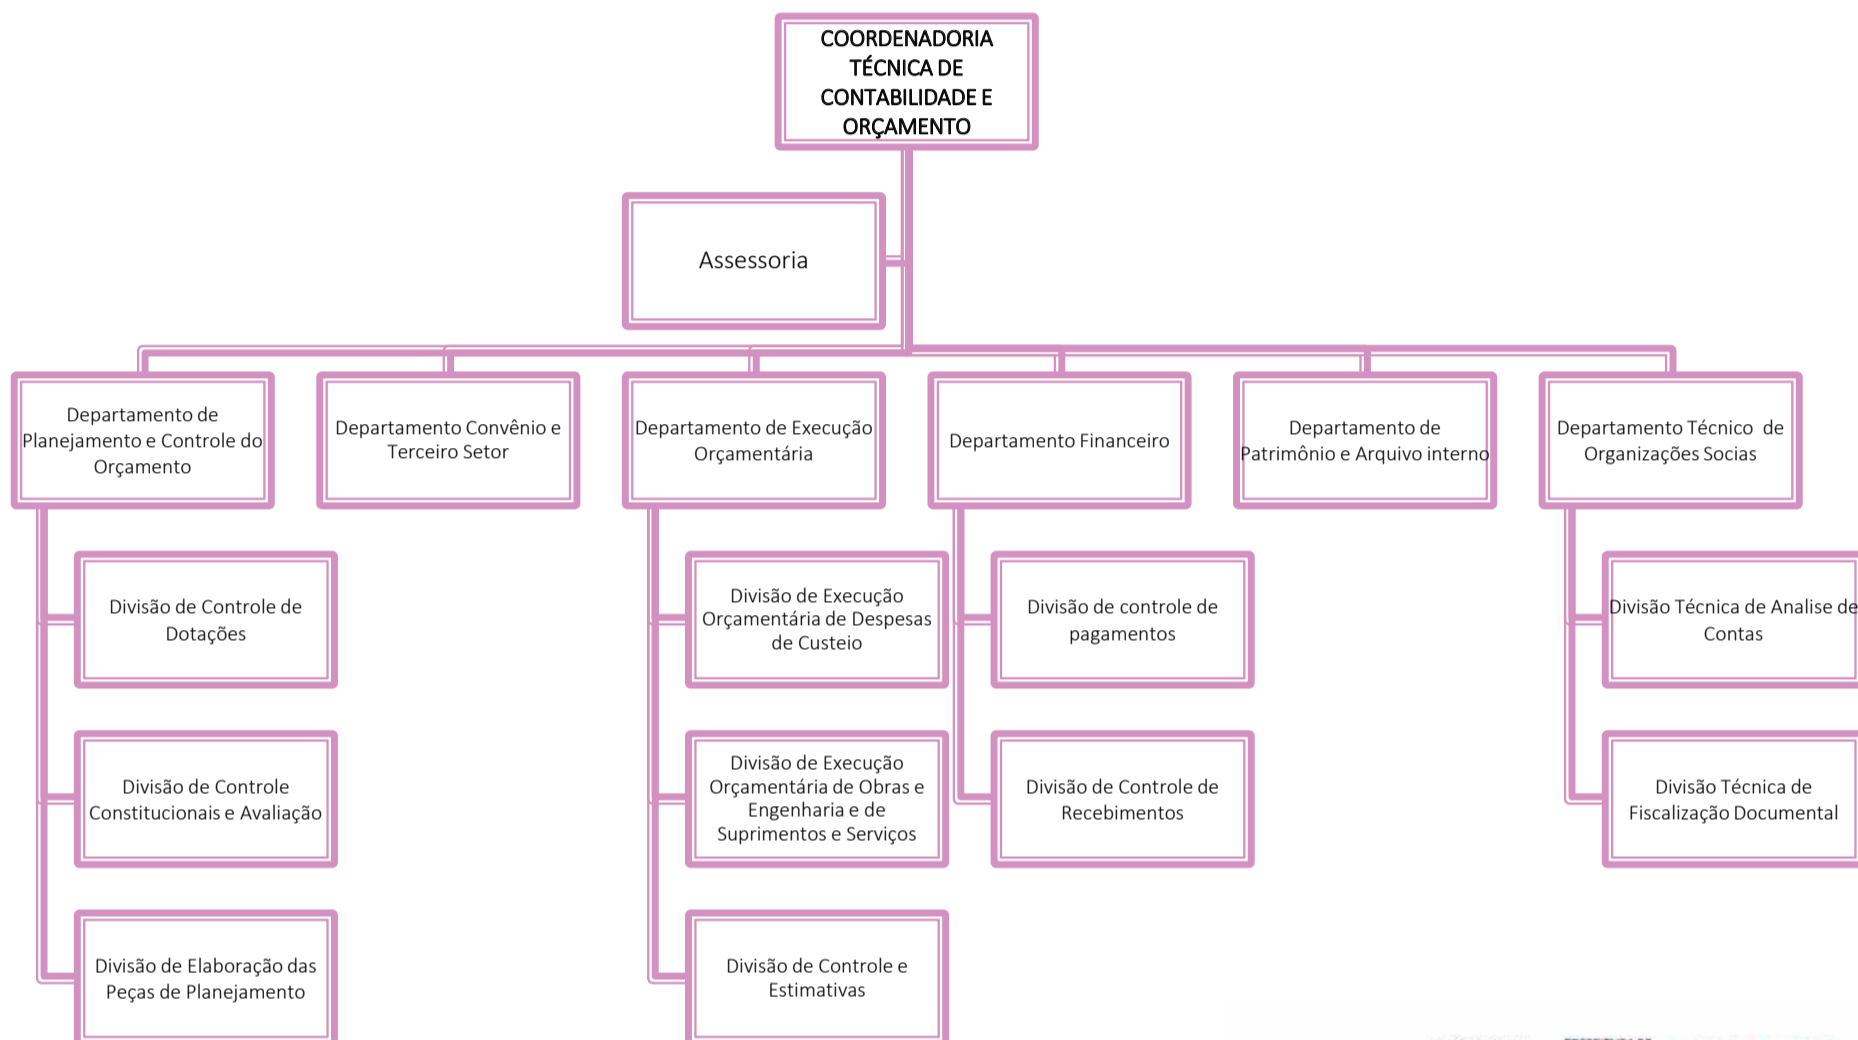 COORDENADORIA
TÉCNICA DE
CONTABILIDADE E
ORÇAMENTO
Assessoria
Departamento de
Planejamento e Controle do
Orçamento
Departamento Convênio e
Terceiro Setor
Departamento de Execução
Orçamentária
Departamento Financeiro
Departamento de
Patrimônio e Arquivo interno
Departamento Técnico de
Organizações Socias
Divisão de Controle de
Dotações
Divisão de Execução
Orçamentária de Despesas
de Custeio
Divisão de controle de
pagamentos
Divisão Técnica de Analise de
Contas
Divisão de Controle
Constitucionais e Avaliação
Divisão de Execução
Orçamentária de Obras e
Engenharia e de
Suprimentos e Serviços
Divisão de Controle de
Recebimentos
Divisão Técnica de
Fiscalização Documental
Divisão de Elaboração das
Peças de Planejamento
Divisão de Controle e
Estimativas